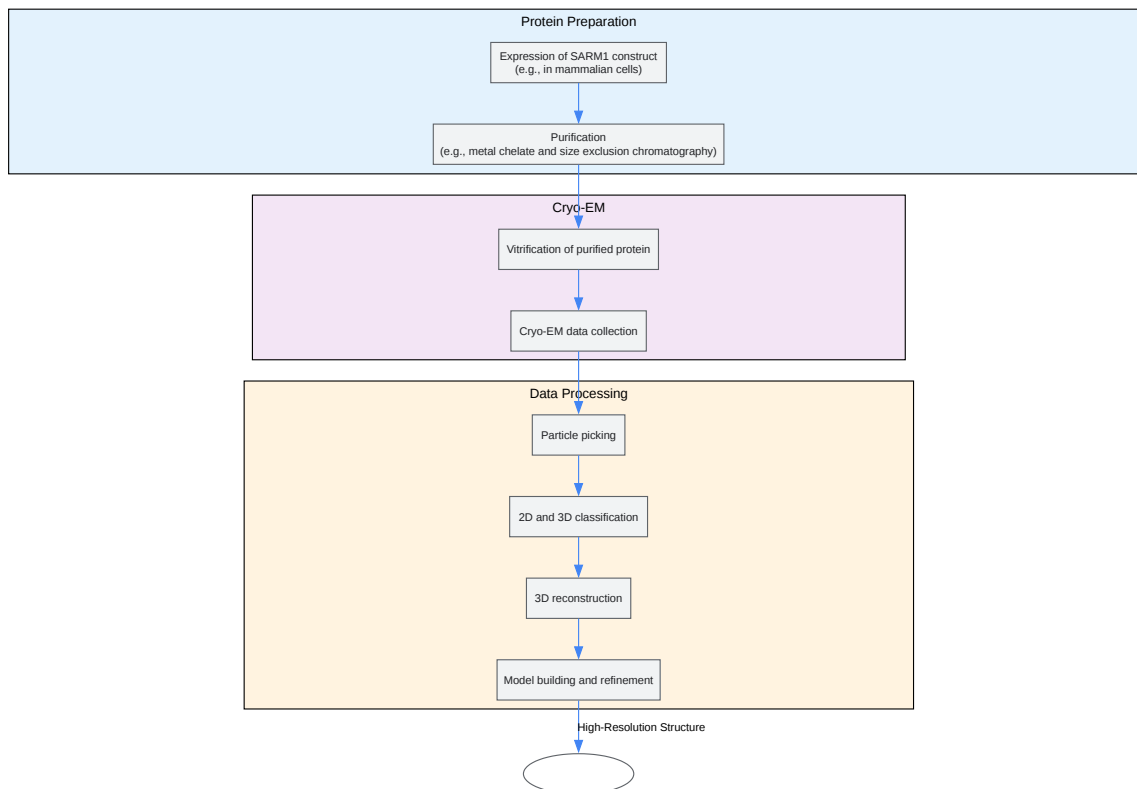 Protein Preparation
Expression of SARM1 construct
(e.g., in mammalian cells)
Purification
(e.g., metal chelate and size exclusion chromatography)
Cryo-EM
Vitrification of purified protein
Cryo-EM data collection
Data Processing
Particle picking
2D and 3D classification
3D reconstruction
Model building and refinement
High-Resolution Structure